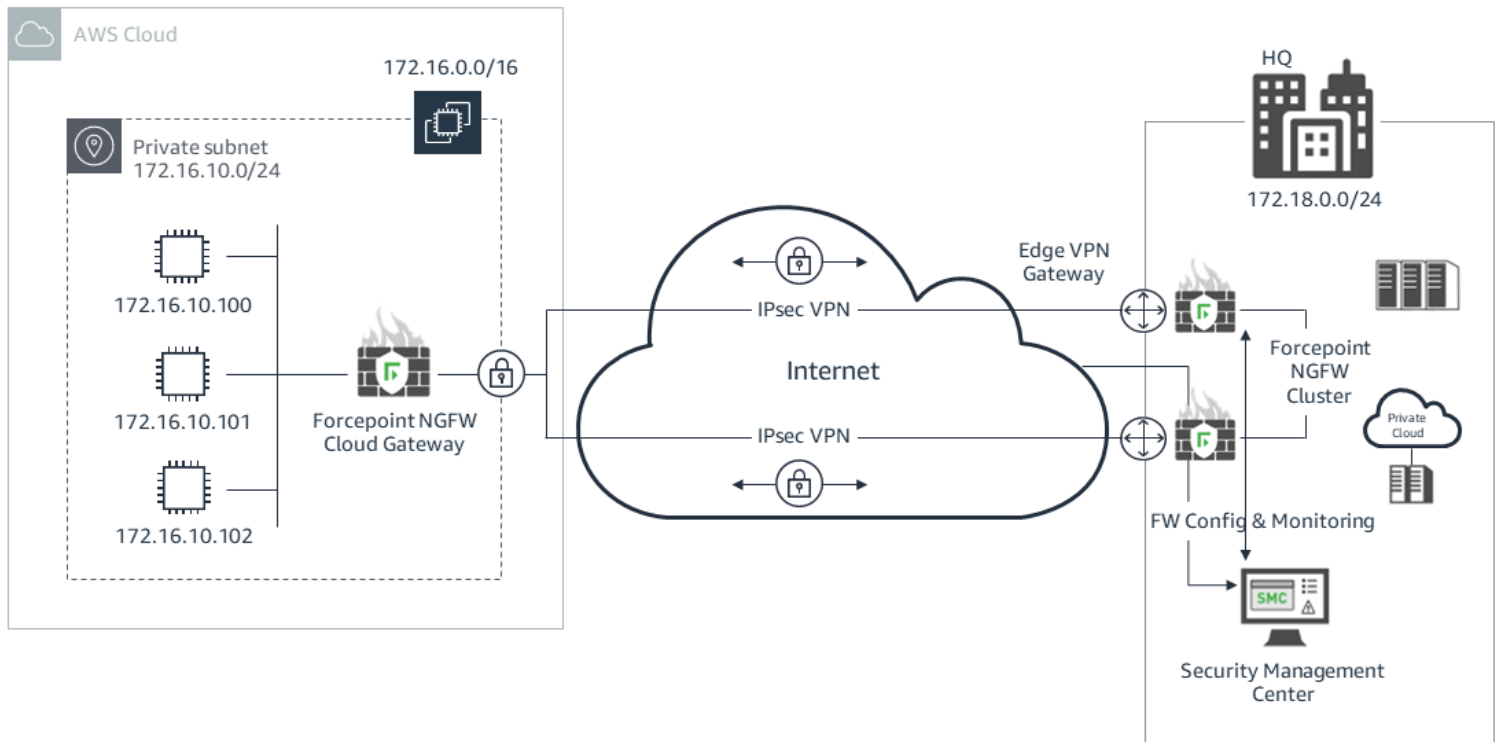 AWS Cloud
172.16.0.0/16
Private subnet
172.16.10.0/24
172.16.10.100
172.16.10.101
172.16.10.102
Forcepoint NGFW
Cloud Gateway
IPsec VPN
Internet
IPsec VPN
Edge VPN
Gateway
HQ
172.18.0.0/24
Forcepoint
NGFW
Cluster
Private
Cloud
FW Config & Monitoring
SMC
Security Management
Center